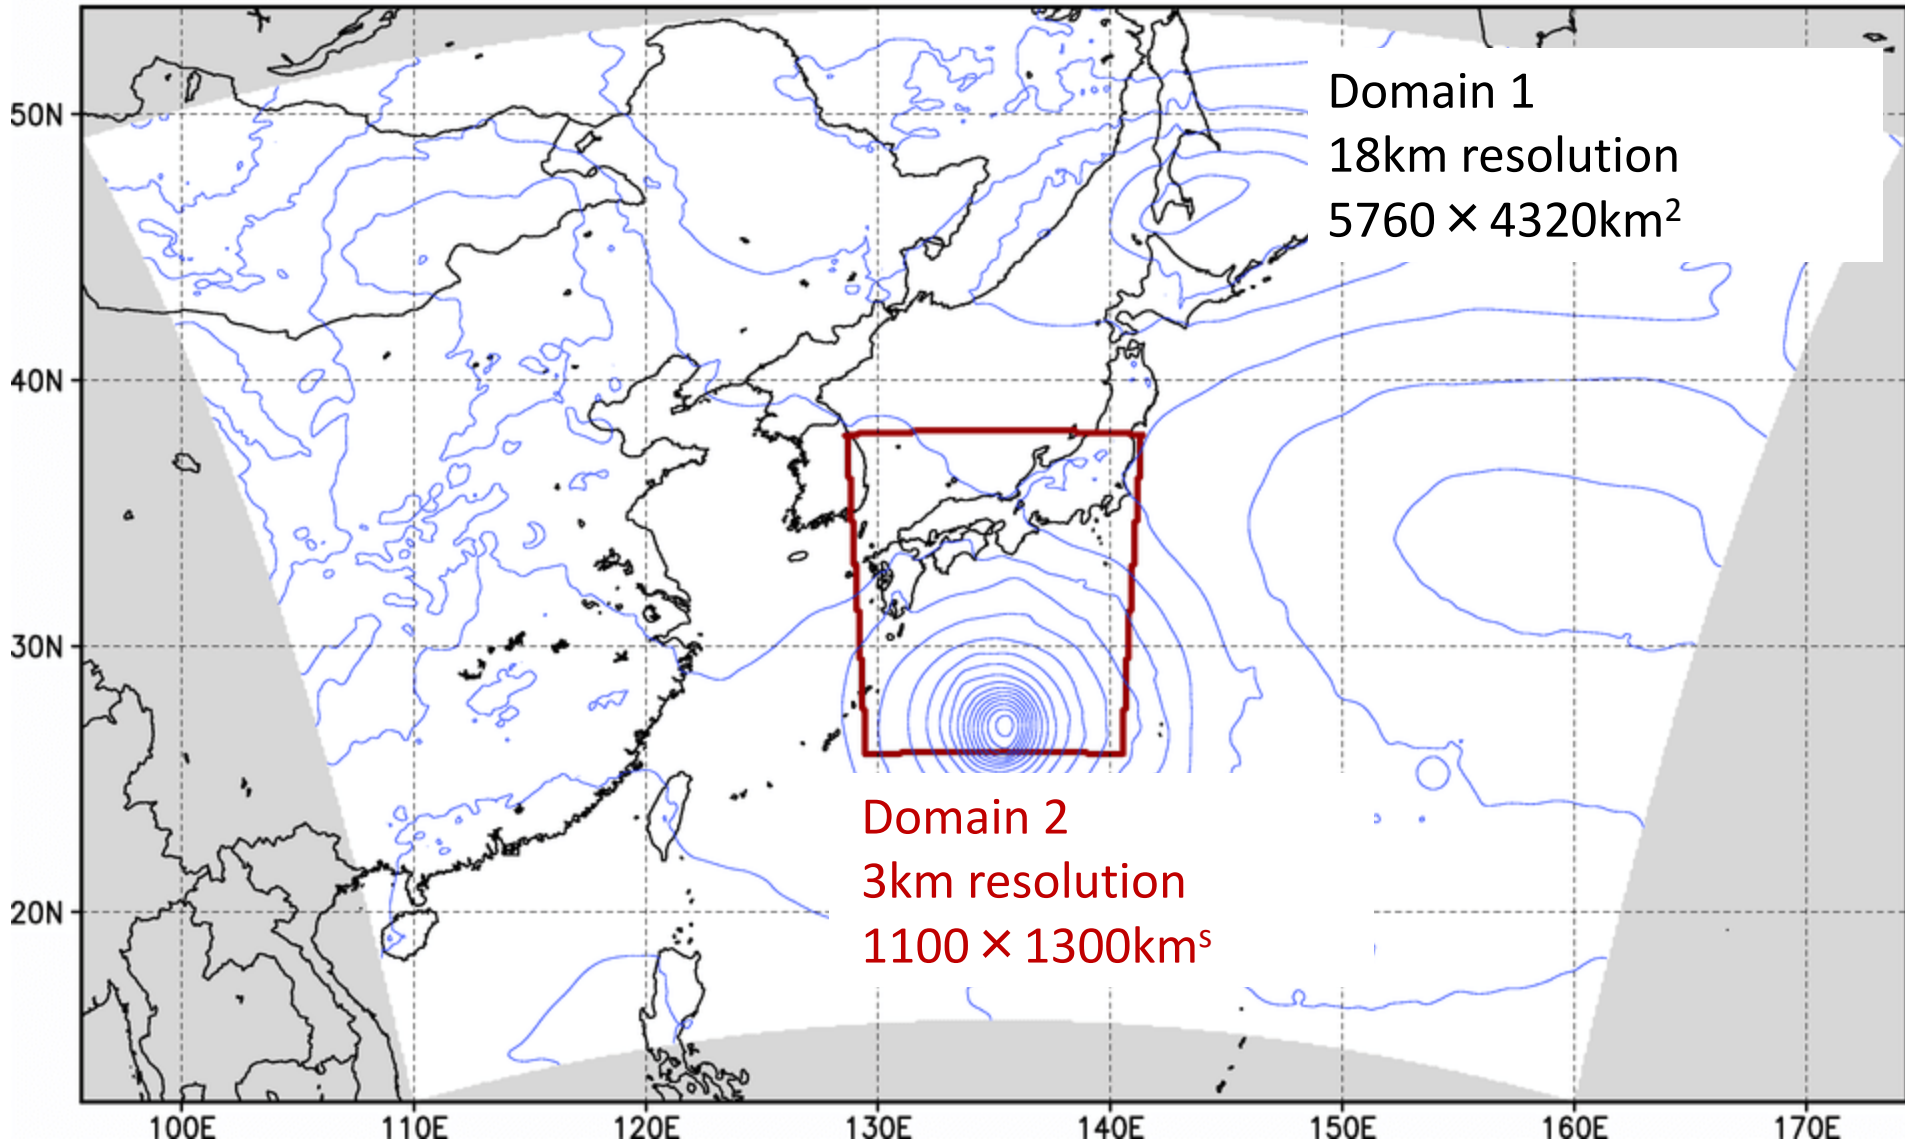 Domain 1
18km resolution
5760 × 4320km²
50N
40N
30N
20N
Domain 2
3km resolution
1100 × 1300kmˢ
100E 110E 120E 130E 140E 150E 160E 170E